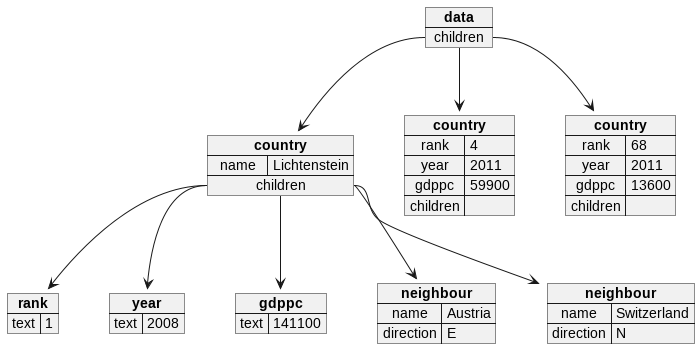 data
children
country
name Lichtenstein
children
country
rank 4
year 2011
gdppc 59900
children
country
rank 68
year 2011
gdppc 13600
children
rank
text 1
year
text 2008
gdppc
text 141100
neighbour
name Austria
direction E
neighbour
name Switzerland
direction N